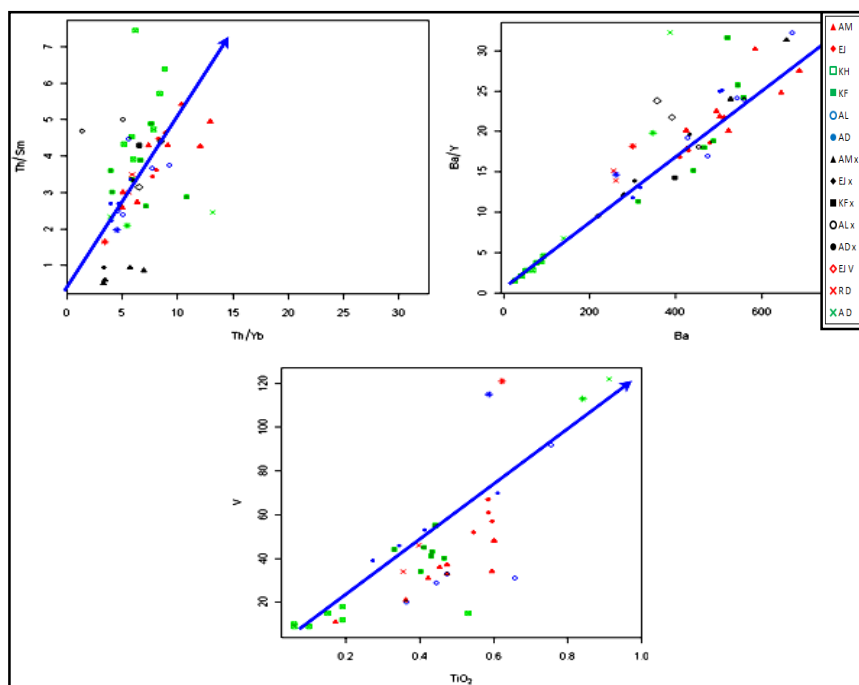 7
6
5
4
3
2
1
Th/Sm
0 5 10 15 20 25 30
Th/Yb
30
25
20
15
10
5
0
Ba/Y
0 200 400 600
Ba
AM
EJ
KH
KF
AL
AD
AM x
EJ x
KF x
AL x
AD x
EJ V
RD
AD
120
100
80
60
40
20
V
0.2 0.4 0.6 0.8 1.0
TiO2